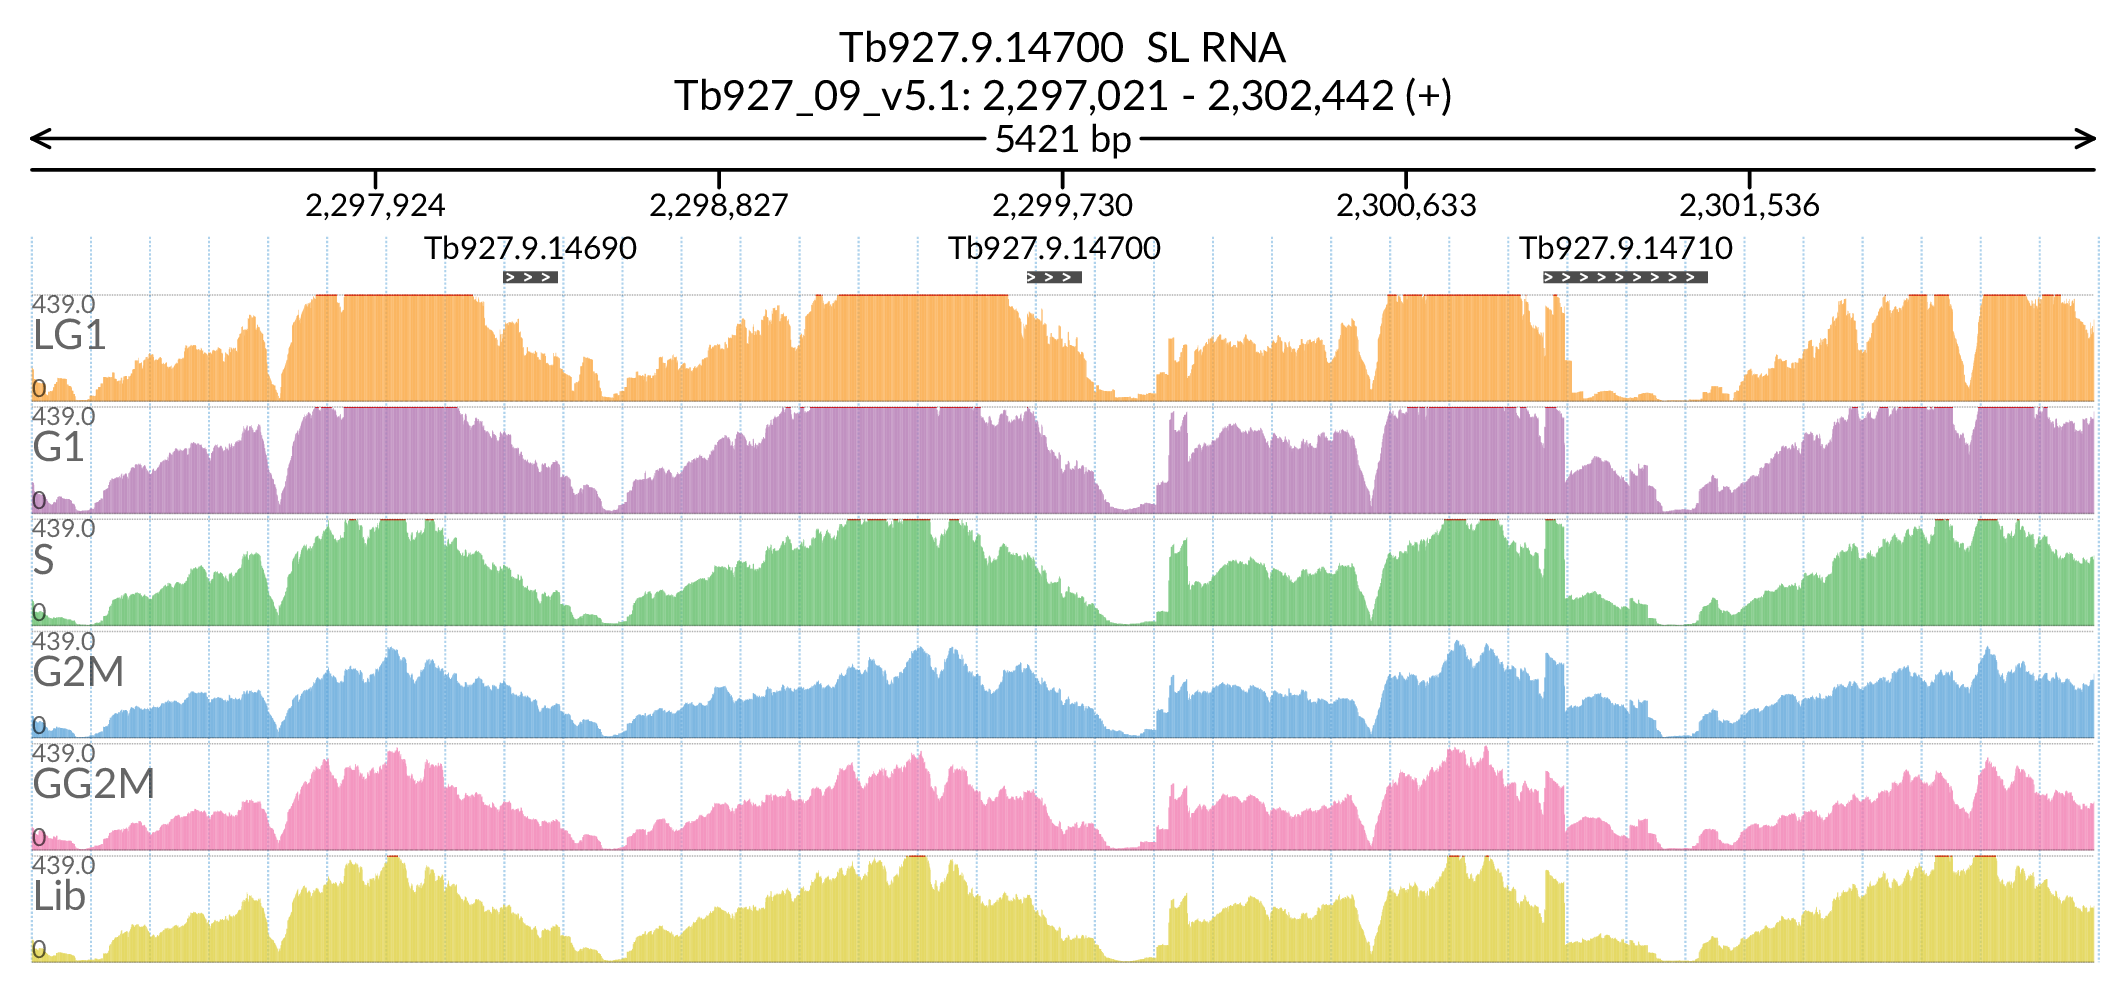 Tb927.9.14700  SL RNA
Tb927_09_v5.1: 2,297,021 - 2,302,442 (+)
5421 bp
2,297,924 2,298,827 2,299,730 2,300,633 2,301,536
Tb927.9.14690 Tb927.9.14700 Tb927.9.14710
439.0
LG1
0
439.0
G1
0
439.0
S
0
439.0
G2M
0
439.0
GG2M
0
439.0
Lib
0